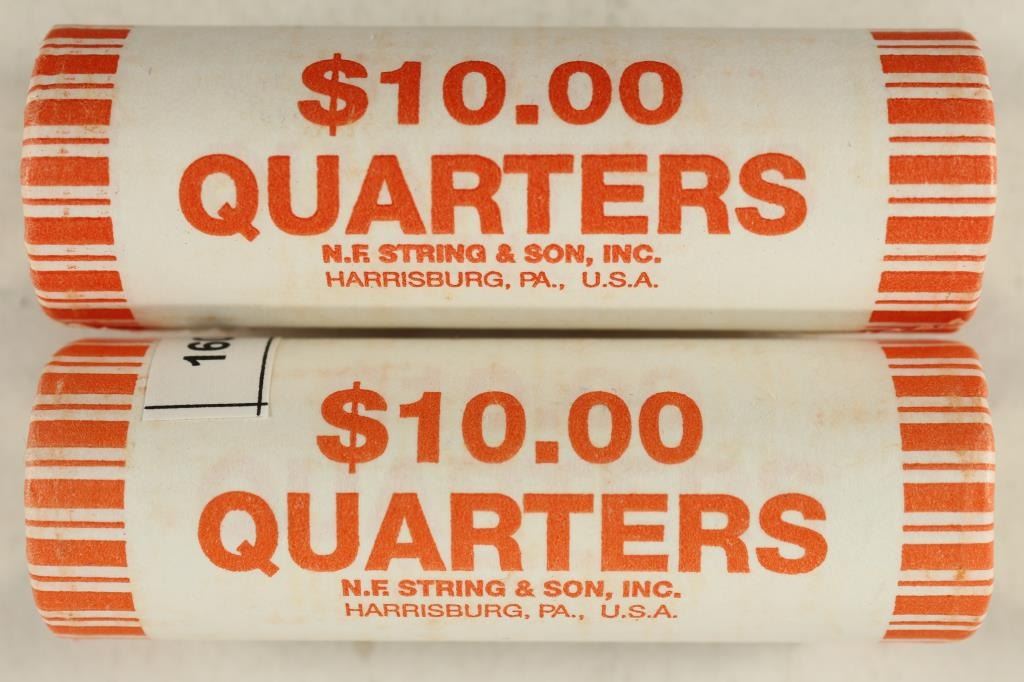 $10.00
QUARTERS
N.F. STRING & SON, INC.
HARRISBURG, PA., U.S.A.
$10.00
QUARTERS
N.F. STRING & SON, INC.
HARRISBURG, PA., U.S.A.